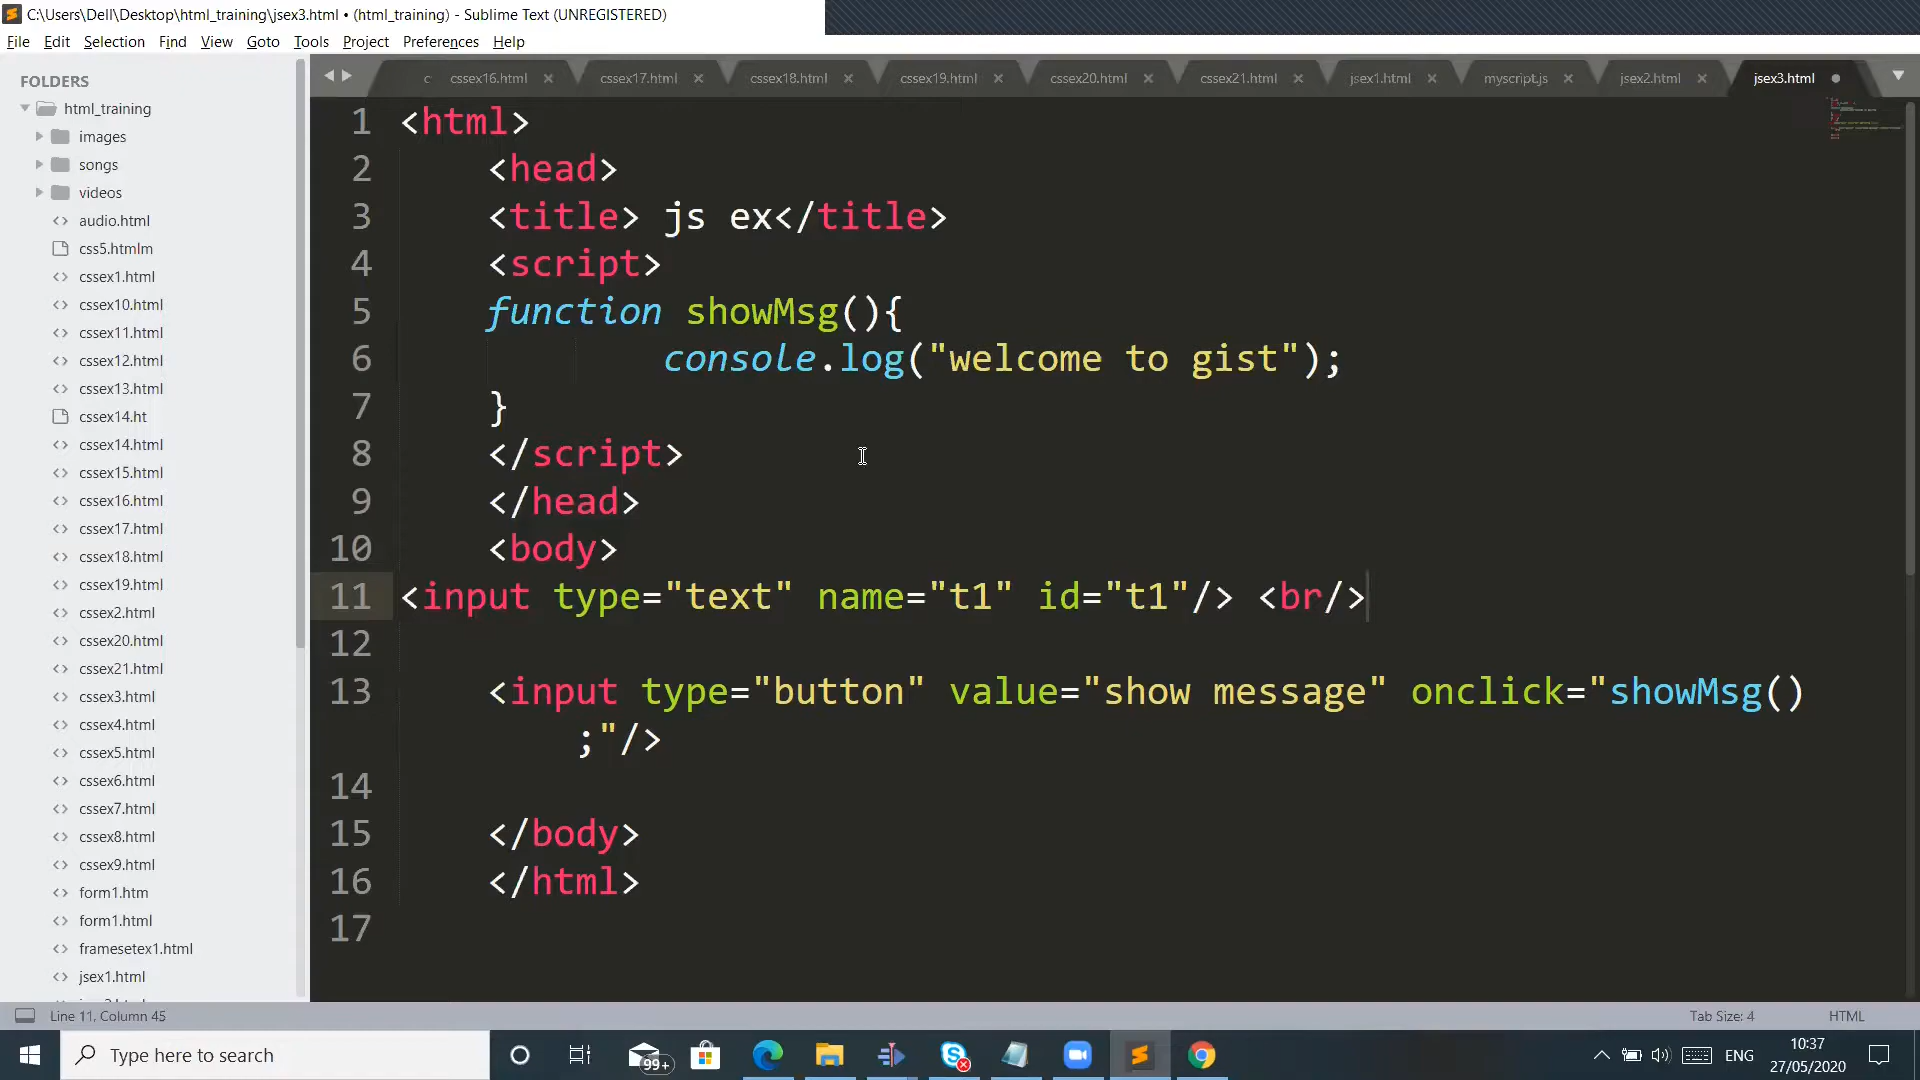 C:\Users\Dell\Desktop\html_training\jsex3.html • (html_training) - Sublime Text (UNREGISTERED)
File Edit Selection Find View Goto Tools Project Preferences Help
FOLDERS
html_training
images
songs
videos
audio.html
css5.htmlm
cssex1.html
cssex10.html
cssex11.html
cssex12.html
cssex13.html
cssex14.ht
cssex14.html
cssex15.html
cssex16.html
cssex17.html
cssex18.html
cssex19.html
cssex2.html
cssex20.html
cssex21.html
cssex3.html
cssex4.html
cssex5.html
cssex6.html
cssex7.html
cssex8.html
cssex9.html
form1.htm
form1.html
framesetex1.html
jsex1.html
c cssex16.html cssex17.html cssex18.html cssex19.html cssex20.html cssex21.html jsex1.html myscript.js jsex2.html jsex3.html
1 <html>
2 <head>
3 <title> js ex</title>
4 <script>
5 function showMsg(){
6 console.log("welcome to gist");
7 }
8 </script>
9 </head>
10 <body>
11 <input type="text" name="t1" id="t1"/> <br/>
12
13 <input type="button" value="show message" onclick="showMsg()
;"/>
14
15 </body>
16 </html>
17
Line 11, Column 45
Tab Size: 4
HTML
Type here to search
99+
ENG
10:37
27/05/2020